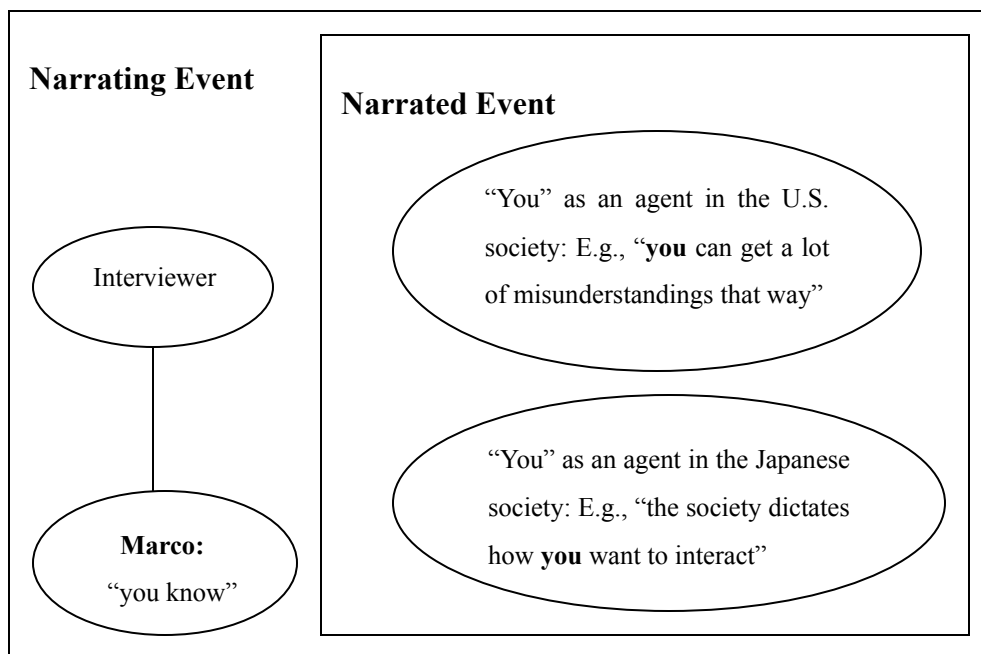 Narrating Event
Narrated Event
“You” as an agent in the U.S.
society: E.g., “you can get a lot
of misunderstandings that way”
Interviewer
“You” as an agent in the Japanese
society: E.g., “the society dictates
how you want to interact”
Marco:
“you know”